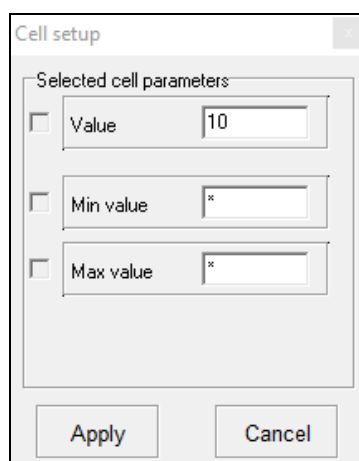 Cell setup x
Selected cell parameters
Value 10
Min value *
Max value *
Apply Cancel